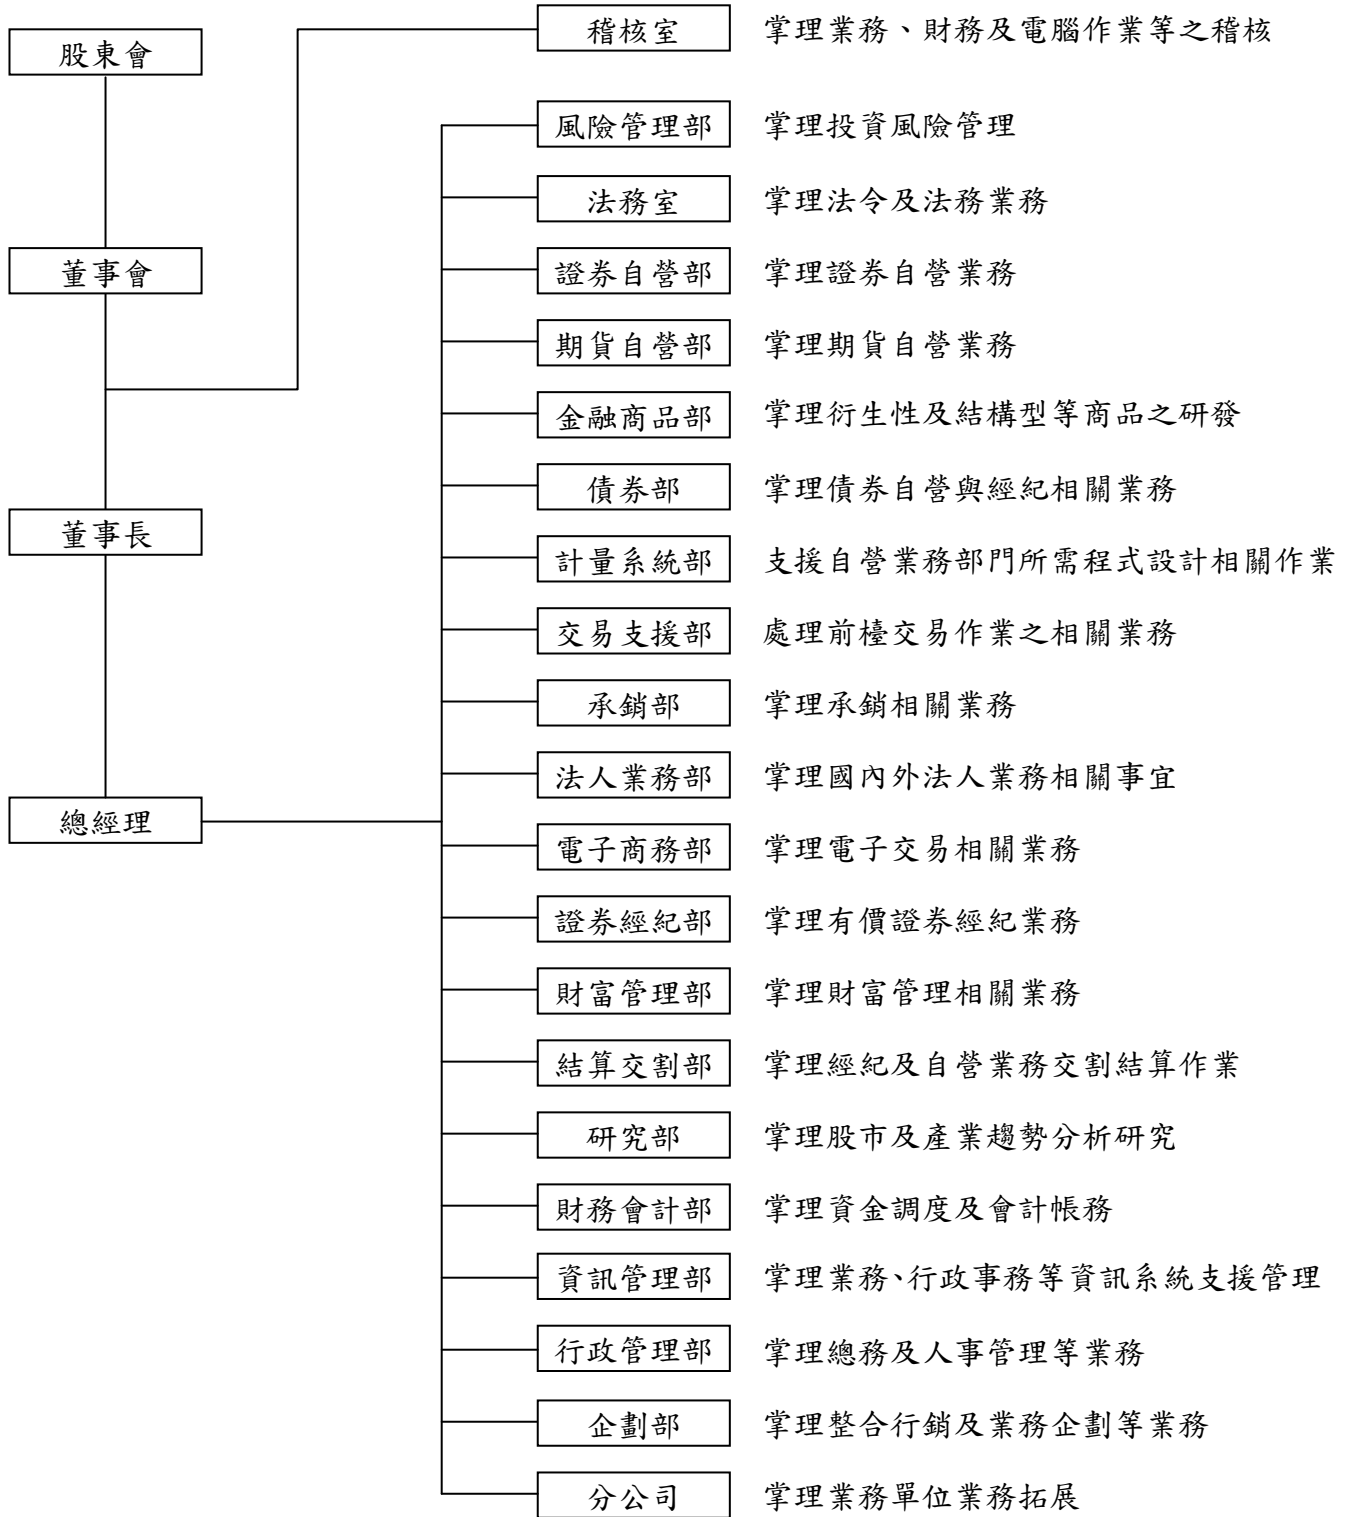 股東會
董事會
董事長
總經理
稽核室 掌理業務、財務及電腦作業等之稽核
風險管理部 掌理投資風險管理
法務室 掌理法令及法務業務
證券自營部 掌理證券自營業務
期貨自營部 掌理期貨自營業務
金融商品部 掌理衍生性及結構型等商品之研發
債券部 掌理債券自營與經紀相關業務
計量系統部 支援自營業務部門所需程式設計相關作業
交易支援部 處理前檯交易作業之相關業務
承銷部 掌理承銷相關業務
法人業務部 掌理國內外法人業務相關事宜
電子商務部 掌理電子交易相關業務
證券經紀部 掌理有價證券經紀業務
財富管理部 掌理財富管理相關業務
結算交割部 掌理經紀及自營業務交割結算作業
研究部 掌理股市及產業趨勢分析研究
財務會計部 掌理資金調度及會計帳務
資訊管理部 掌理業務、行政事務等資訊系統支援管理
行政管理部 掌理總務及人事管理等業務
企劃部 掌理整合行銷及業務企劃等業務
分公司 掌理業務單位業務拓展